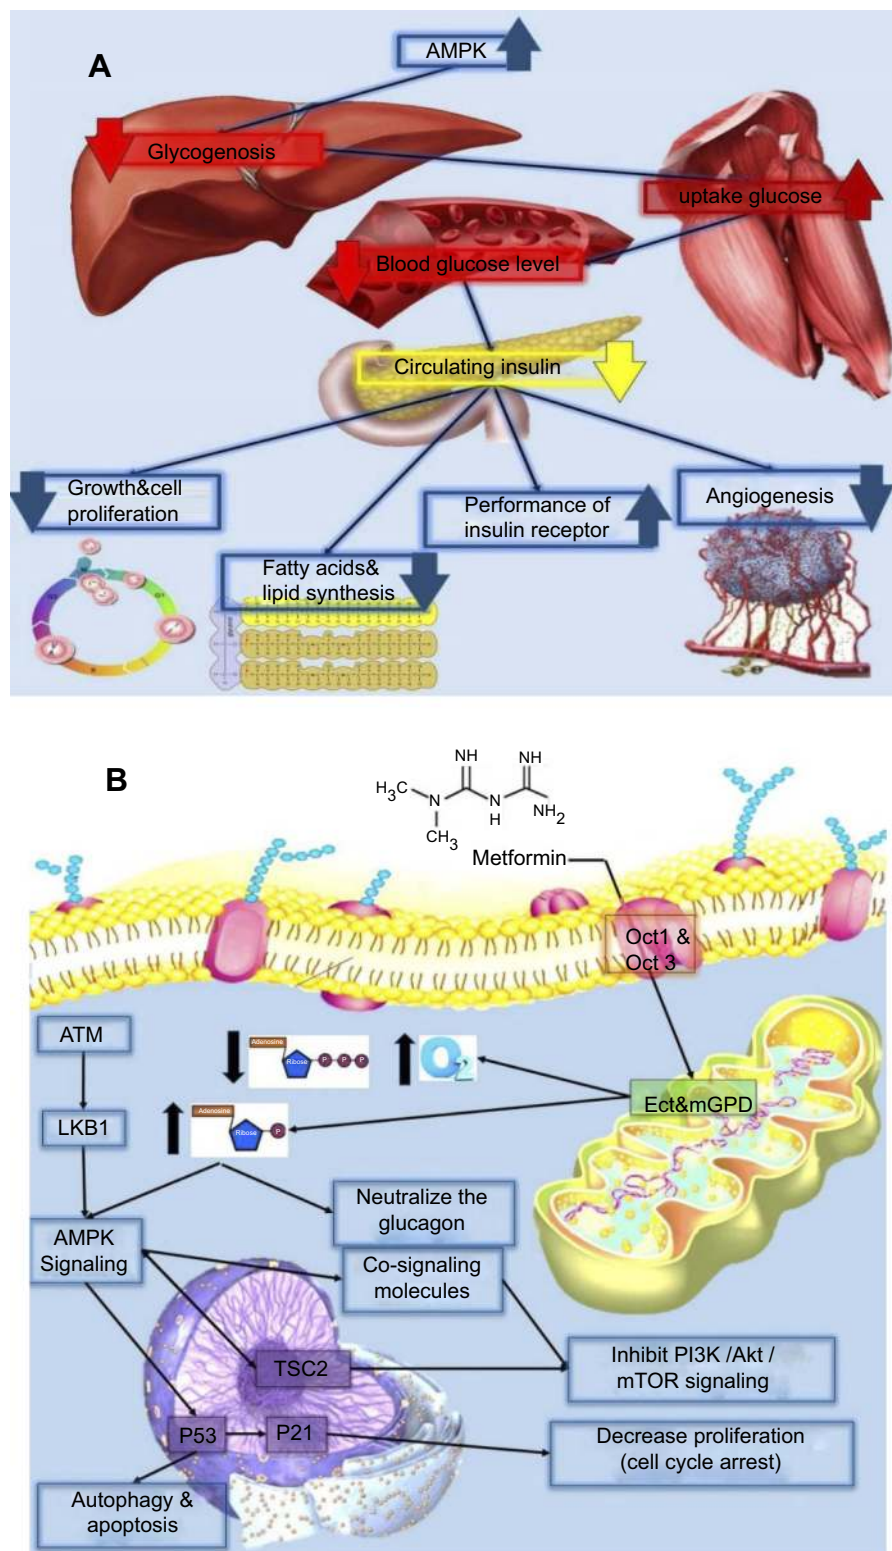 A
AMPK
Glycogenosis
uptake glucose
Blood glucose level
Circulating insulin
Growth&cell
proliferation
Performance of
insulin receptor
Angiogenesis
Fatty acids&
lipid synthesis
G1
B
NH
NH
H3C
N
N
H
NH2
CH3
Metformin
Oct1 &
Oct 3
ATM
Adenosine
Ribose
P
P
P
O2
LKB1
Adenosine
Ribose
P
Ect&mGPD
Neutralize the
glucagon
AMPK
Signaling
Co-signaling
molecules
TSC2
Inhibit PI3K /Akt /
mTOR signaling
P53
P21
Decrease proliferation
(cell cycle arrest)
Autophagy &
apoptosis